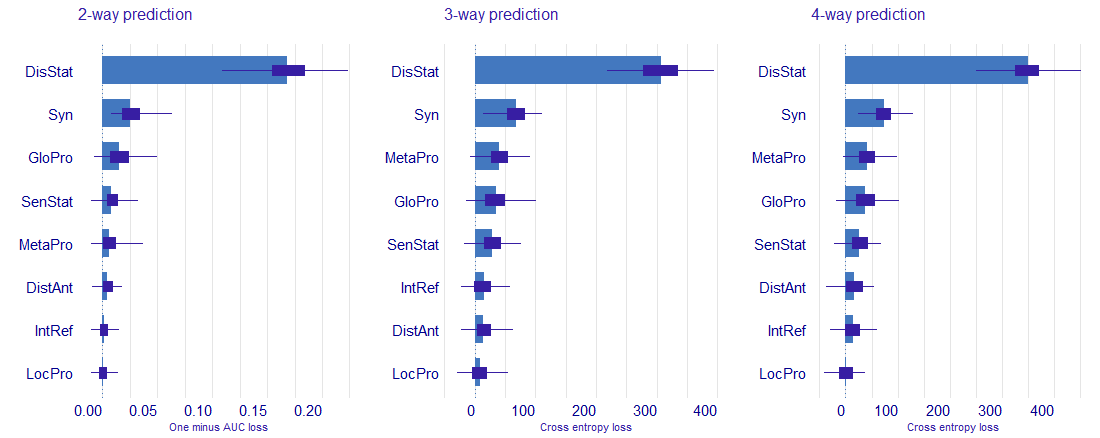 2-way prediction
DisStat
Syn
GloPro
SenStat
MetaPro
DistAnt
IntRef
LocPro
0.00 0.05 0.10 0.15 0.20
One minus AUC loss
3-way prediction
DisStat
Syn
MetaPro
GloPro
SenStat
IntRef
DistAnt
LocPro
0 100 200 300 400
Cross entropy loss
4-way prediction
DisStat
Syn
MetaPro
GloPro
SenStat
DistAnt
IntRef
LocPro
0 100 200 300 400
Cross entropy loss